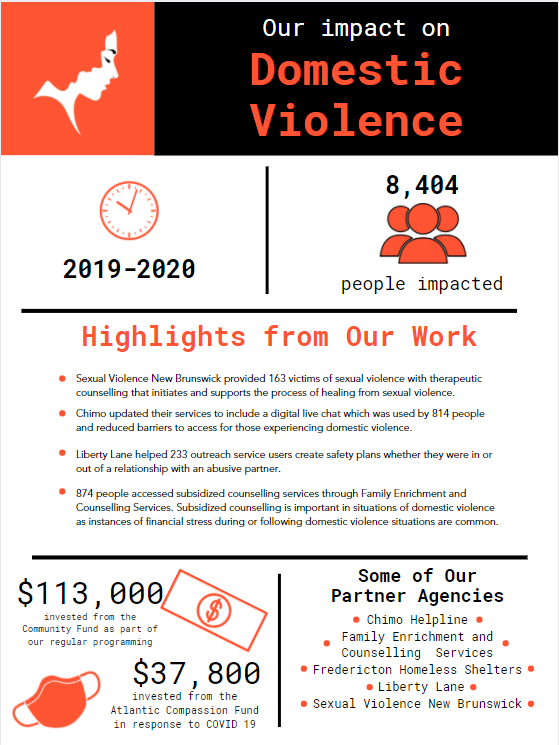 Our impact on
Domestic
Violence
2019-2020
8,404
people impacted
Highlights from Our Work
Sexual Violence New Brunswick provided 163 victims of sexual violence with therapeutic
counselling that initiates and supports the process of healing from sexual violence.
Chimo updated their services to include a digital live chat which was used by 814 people
and reduced barriers to access for those experiencing domestic violence.
Liberty Lane helped 233 outreach service users create safety plans whether they were in or
out of a relationship with an abusive partner.
874 people accessed subsidized counselling services through Family Enrichment and
Counselling Services. Subsidized counselling is important in situations of domestic violence
as instances of financial stress during or following domestic violence situations are common.
$113,000
invested from the
Community Fund as part of
our regular programming
$
$37,800
invested from the
Atlantic Compassion Fund
in response to COVID 19
Some of Our
Partner Agencies
Chimo Helpline
Family Enrichment and
Counselling Services
Fredericton Homeless Shelters
Liberty Lane
Sexual Violence New Brunswick